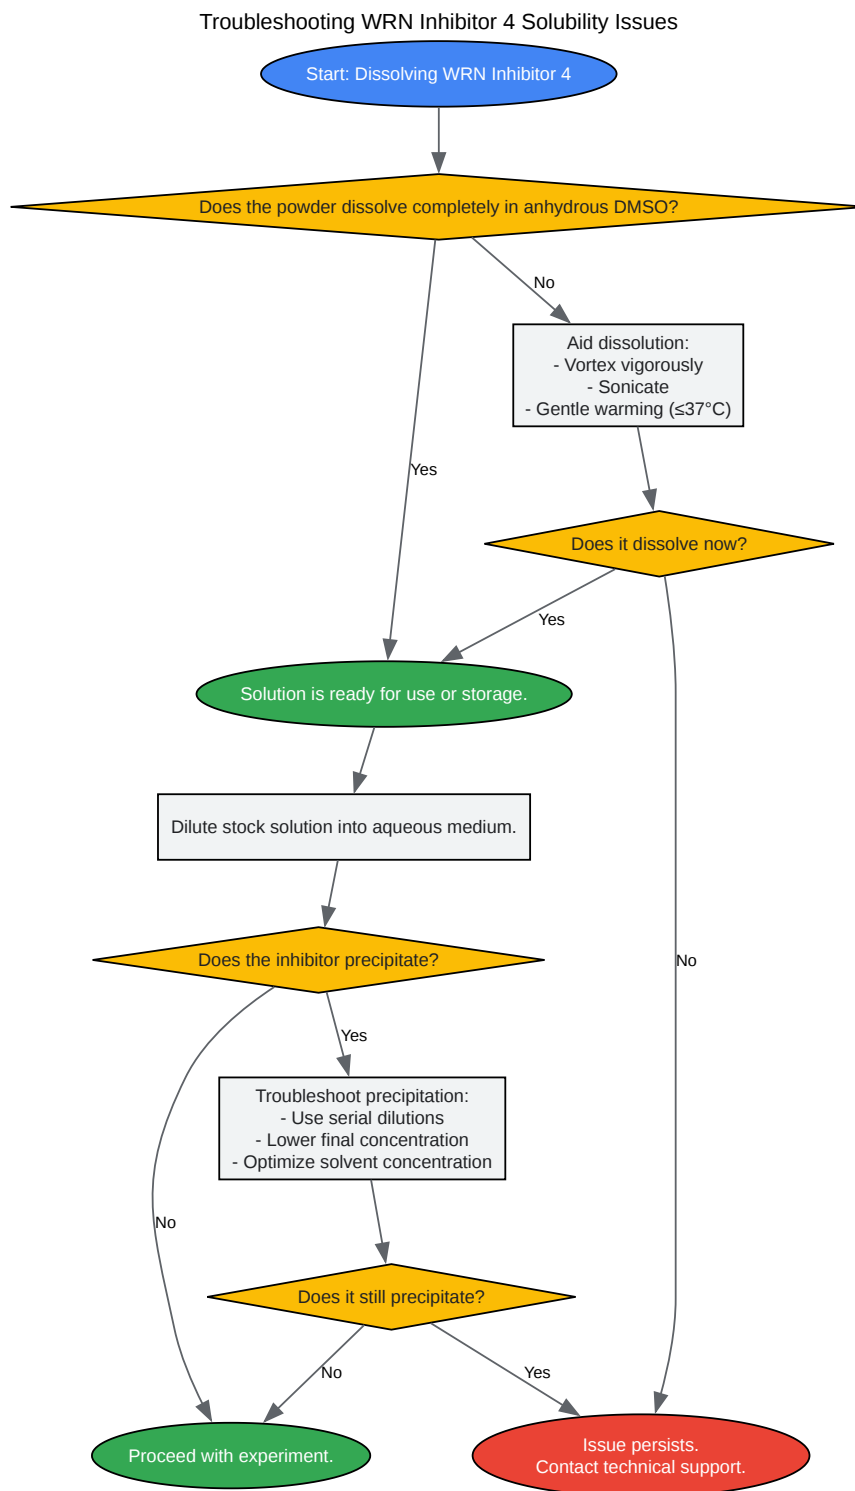 Troubleshooting WRN Inhibitor 4 Solubility Issues
Start: Dissolving WRN Inhibitor 4
Does the powder dissolve completely in anhydrous DMSO?
No
Aid dissolution:
- Vortex vigorously
- Sonicate
- Gentle warming (≤37°C)
Yes
Does it dissolve now?
Yes
Solution is ready for use or storage.
Dilute stock solution into aqueous medium.
Does the inhibitor precipitate?
No
Yes
Troubleshoot precipitation:
- Use serial dilutions
- Lower final concentration
- Optimize solvent concentration
No
Does it still precipitate?
No
Yes
Proceed with experiment.
Issue persists.
Contact technical support.